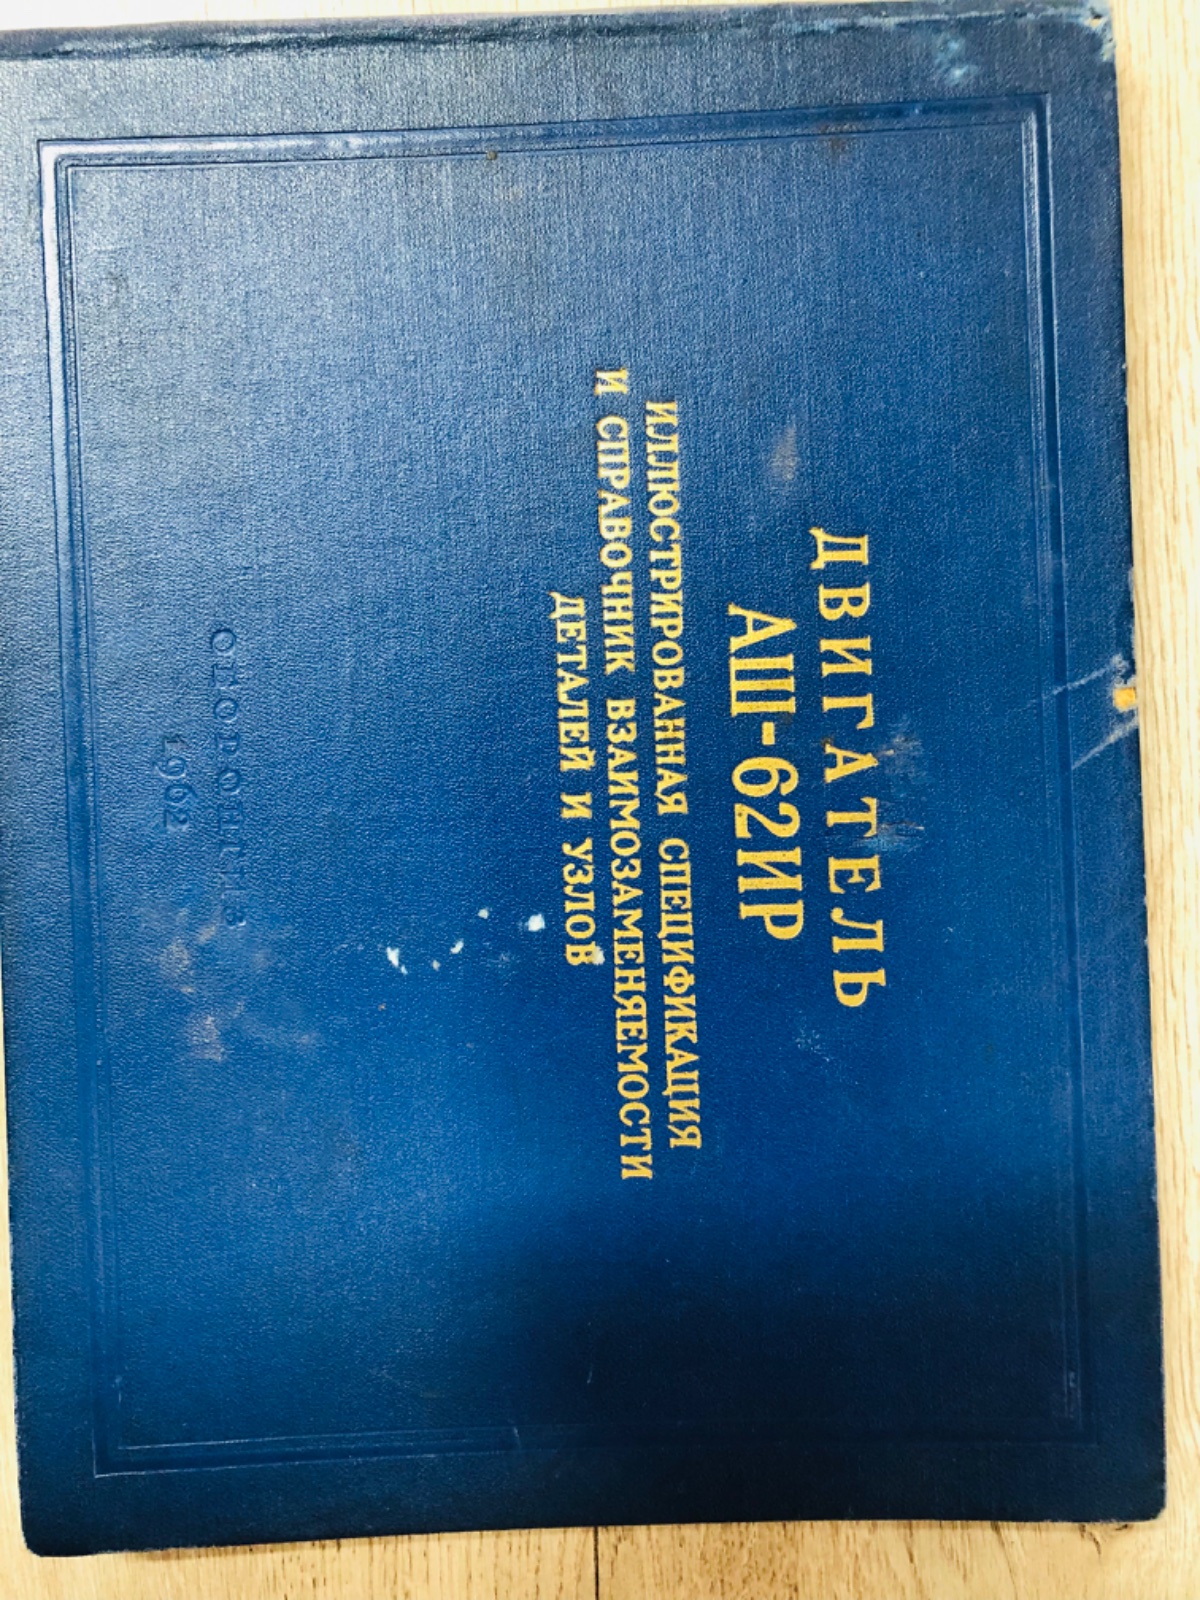 ДВИГАТЕЛЬ
АШ-62ИР
ИЛЛЮСТРИРОВАННАЯ СПЕЦИФИКАЦИЯ
И СПРАВОЧНИК ВЗАИМОЗАМЕНЯЕМОСТИ
ДЕТАЛЕЙ И УЗЛОВ
ОБОРОНГИЗ
1962